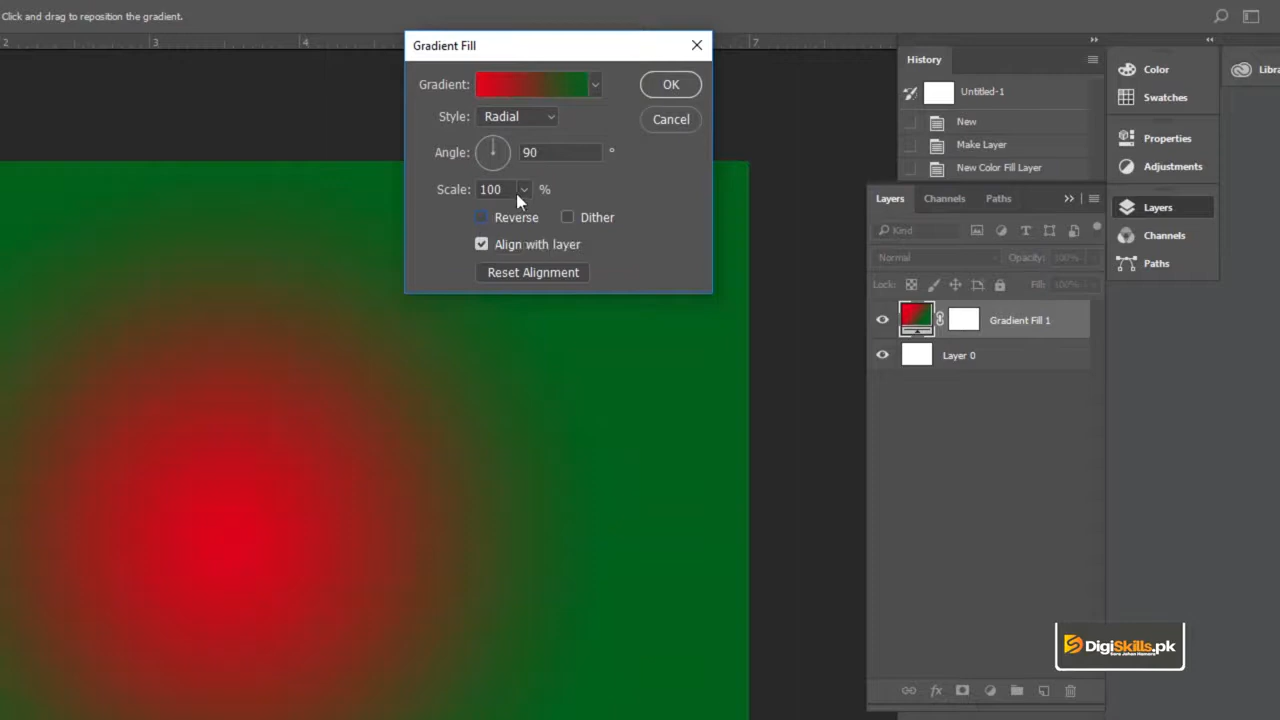 Click and drag to reposition the gradient.
2 3 4 7
Gradient Fill
Gradient:
OK
Style: Radial
Cancel
Angle: 90 °
Scale: 100 %
Reverse Dither
Align with layer
Reset Alignment
History
Untitled-1
New
Make Layer
New Color Fill Layer
Layers Channels Paths
Kind
Normal Opacity: 100%
Lock: Fill: 100%
Gradient Fill 1
Layer 0
Color
Swatches
Properties
Adjustments
Layers
Channels
Paths
Libra
DigiSkills.pk